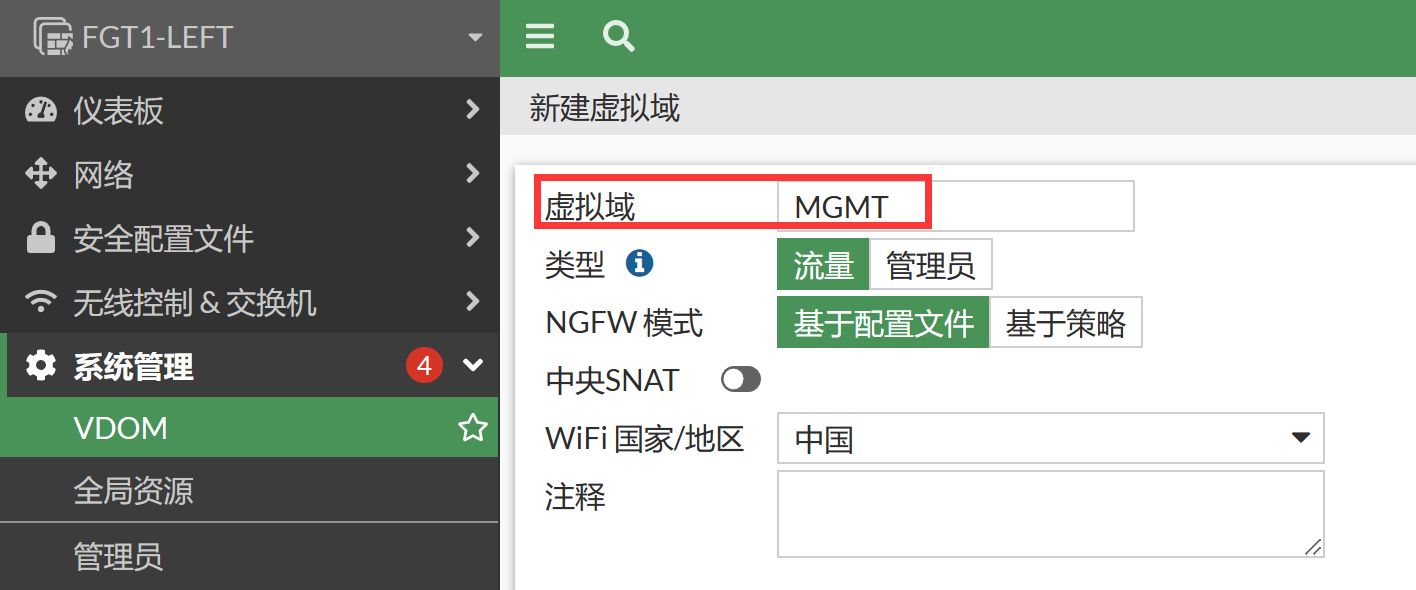 FGT1-LEFT
仪表板
网络
安全配置文件
无线控制 & 交换机
系统管理 4
VDOM
全局资源
管理员
新建虚拟域
虚拟域 MGMT
类型 流量 管理员
NGFW 模式 基于配置文件 基于策略
中央SNAT
WiFi 国家/地区 中国
注释